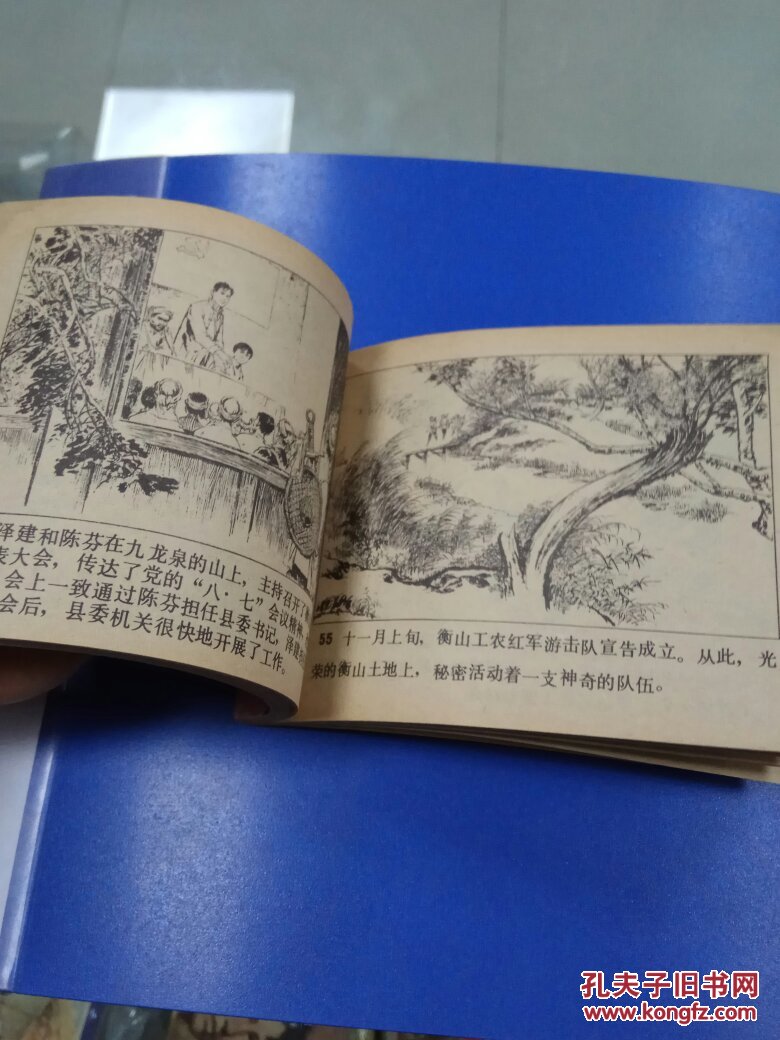 泽建和陈芬在九龙泉的山上，主持召开了
表大会，传达了党的“八·七”会议精神
会上一致通过陈芬担任县委书记，泽建
会后，县委机关很快地开展了工作。
55 十一月上旬，衡山工农红军游击队宣告成立。从此，光
荣的衡山土地上，秘密活动着一支神奇的队伍。
孔夫子旧书网
www.kongfz.com